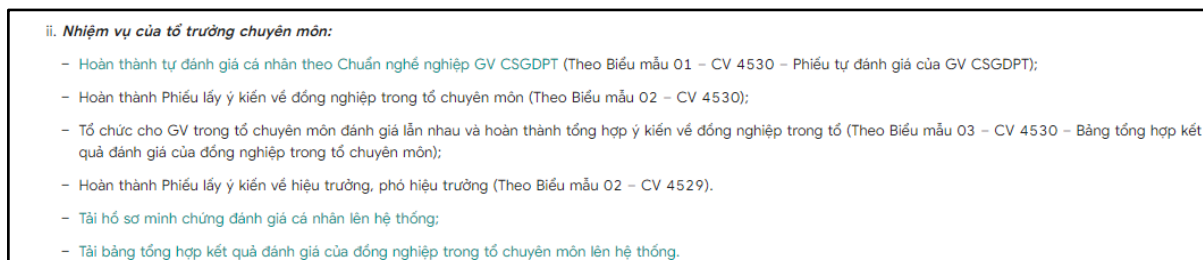 ii. Nhiệm vụ của tổ trưởng chuyên môn:
– Hoàn thành tự đánh giá cá nhân theo Chuẩn nghề nghiệp GV CSGDPT (Theo Biểu mẫu 01 – CV 4530 – Phiếu tự đánh giá của GV CSGDPT);
– Hoàn thành Phiếu lấy ý kiến về đồng nghiệp trong tổ chuyên môn (Theo Biểu mẫu 02 – CV 4530);
– Tổ chức cho GV trong tổ chuyên môn đánh giá lẫn nhau và hoàn thành tổng hợp ý kiến về đồng nghiệp trong tổ (Theo Biểu mẫu 03 – CV 4530 – Bảng tổng hợp kết
quả đánh giá của đồng nghiệp trong tổ chuyên môn);
– Hoàn thành Phiếu lấy ý kiến về hiệu trưởng, phó hiệu trưởng (Theo Biểu mẫu 02 – CV 4529).
– Tải hồ sơ minh chứng đánh giá cá nhân lên hệ thống;
– Tải bảng tổng hợp kết quả đánh giá của đồng nghiệp trong tổ chuyên môn lên hệ thống.